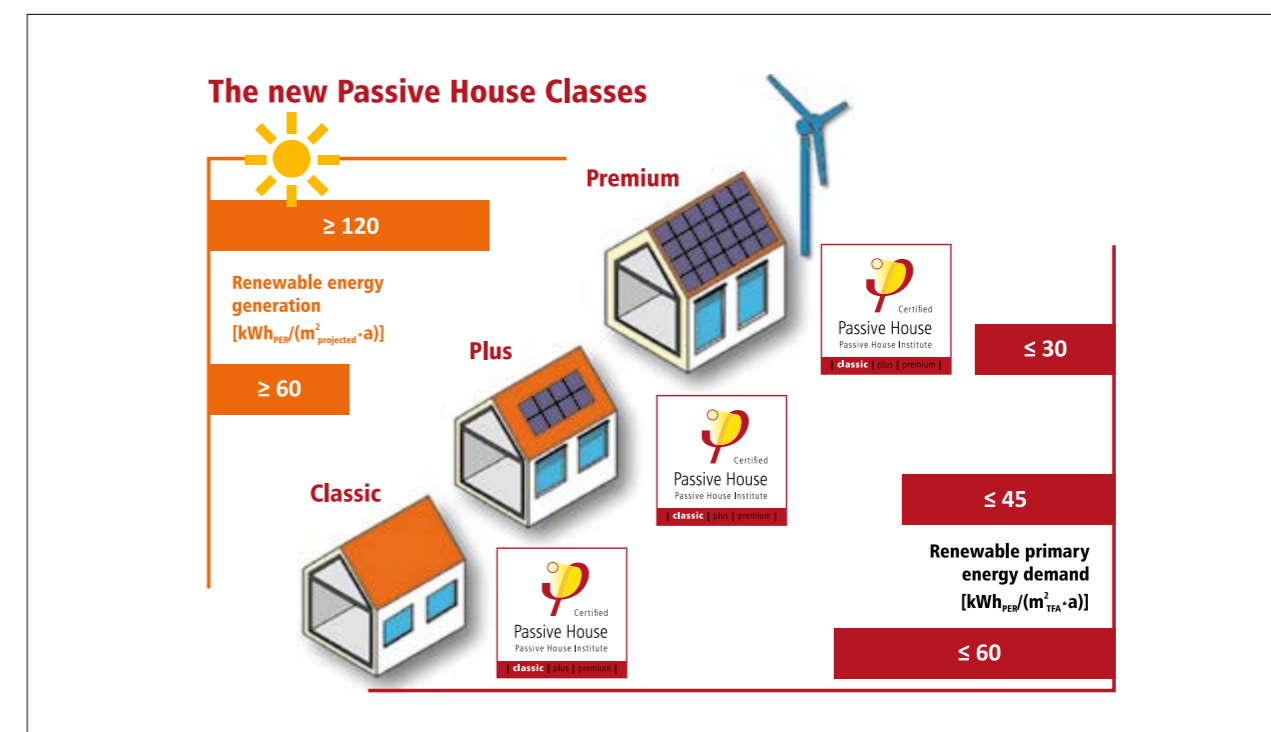 The new Passive House Classes
≥ 120
Renewable energy
generation
[kWhPER/(m²projected·a)]
≥ 60
Premium
Certified
Passive House
Passive House Institute
| classic | plus | premium |
≤ 30
Plus
Certified
Passive House
Passive House Institute
| classic | plus | premium |
≤ 45
Renewable primary
energy demand
[kWhPER/(m²TFA·a)]
Classic
Certified
Passive House
Passive House Institute
| classic | plus | premium |
≤ 60